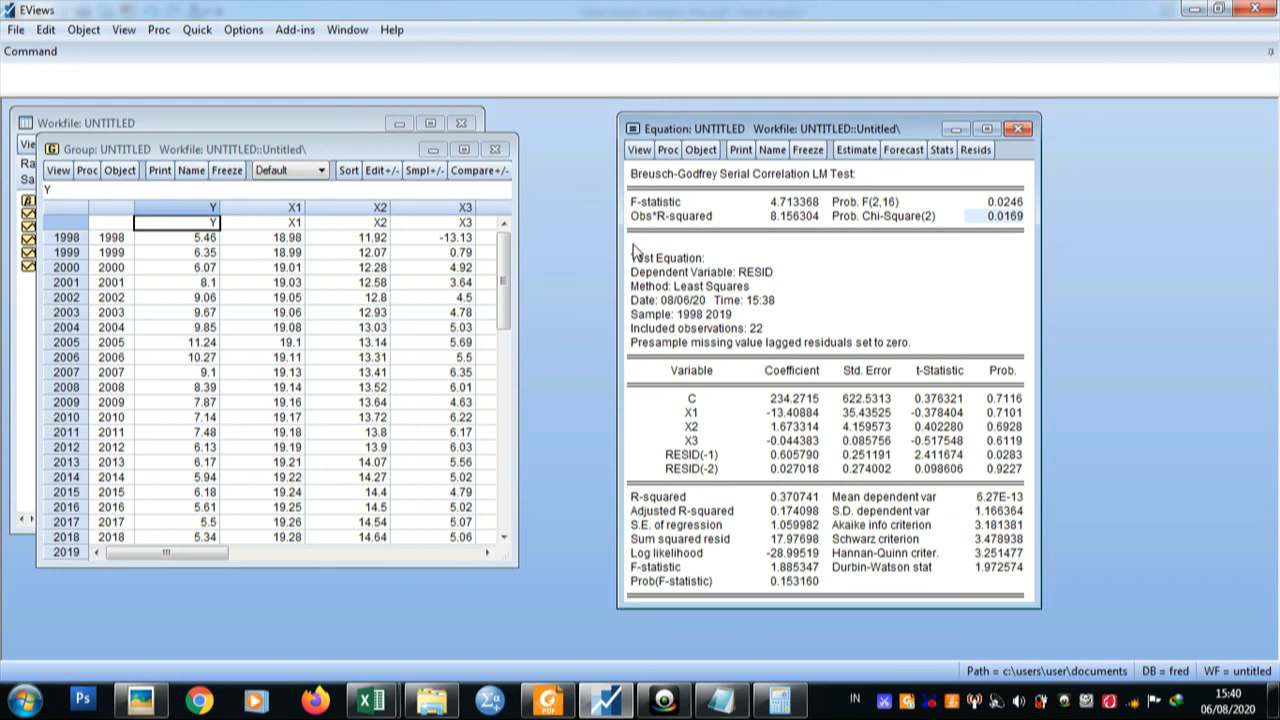 EViews
File Edit Object View Proc Quick Options Add-ins Window Help
Command
Workfile: UNTITLED
Group: UNTITLED Workfile: UNTITLED::Untitled\
View Proc Object Print Name Freeze Default Sort Edit+/- Smpl+/- Compare+/-
Y
Y X1 X2 X3
Y X1 X2 X3
1998 1998 5.46 18.98 11.92 -13.13
1999 1999 6.35 18.99 12.07 0.79
2000 2000 6.07 19.01 12.28 4.92
2001 2001 8.1 19.03 12.58 3.64
2002 2002 9.06 19.05 12.8 4.5
2003 2003 9.67 19.06 12.93 4.78
2004 2004 9.85 19.08 13.03 5.03
2005 2005 11.24 19.1 13.14 5.69
2006 2006 10.27 19.11 13.31 5.5
2007 2007 9.1 19.13 13.41 6.35
2008 2008 8.39 19.14 13.52 6.01
2009 2009 7.87 19.16 13.64 4.63
2010 2010 7.14 19.17 13.72 6.22
2011 2011 7.48 19.18 13.8 6.17
2012 2012 6.13 19.19 13.9 6.03
2013 2013 6.17 19.21 14.07 5.56
2014 2014 5.94 19.22 14.27 5.02
2015 2015 6.18 19.24 14.4 4.79
2016 2016 5.61 19.25 14.5 5.02
2017 2017 5.5 19.26 14.54 5.07
2018 2018 5.34 19.28 14.64 5.06
2019
Equation: UNTITLED Workfile: UNTITLED::Untitled\
View Proc Object Print Name Freeze Estimate Forecast Stats Resids
Breusch-Godfrey Serial Correlation LM Test:
F-statistic 4.713368 Prob. F(2,16) 0.0246
Obs*R-squared 8.156304 Prob. Chi-Square(2) 0.0169
Equation:
Dependent Variable: RESID
Method: Least Squares
Date: 08/06/20 Time: 15:38
Sample: 1998 2019
Included observations: 22
Presample missing value lagged residuals set to zero.
Variable Coefficient Std. Error t-Statistic Prob.
C 234.2715 622.5313 0.376321 0.7116
X1 -13.40884 35.43525 -0.378404 0.7101
X2 1.673314 4.159573 0.402280 0.6928
X3 -0.044383 0.085756 -0.517548 0.6119
RESID(-1) 0.605790 0.251191 2.411674 0.0283
RESID(-2) 0.027018 0.274002 0.098606 0.9227
R-squared 0.370741 Mean dependent var 6.27E-13
Adjusted R-squared 0.174098 S.D. dependent var 1.166364
S.E. of regression 1.059982 Akaike info criterion 3.181381
Sum squared resid 17.97698 Schwarz criterion 3.478938
Log likelihood -28.99519 Hannan-Quinn criter. 3.251477
F-statistic 1.885347 Durbin-Watson stat 1.972574
Prob(F-statistic) 0.153160
Path = c:\users\user\documents DB = fred WF = untitled
Ps
PDF
IN
15:40
06/08/2020